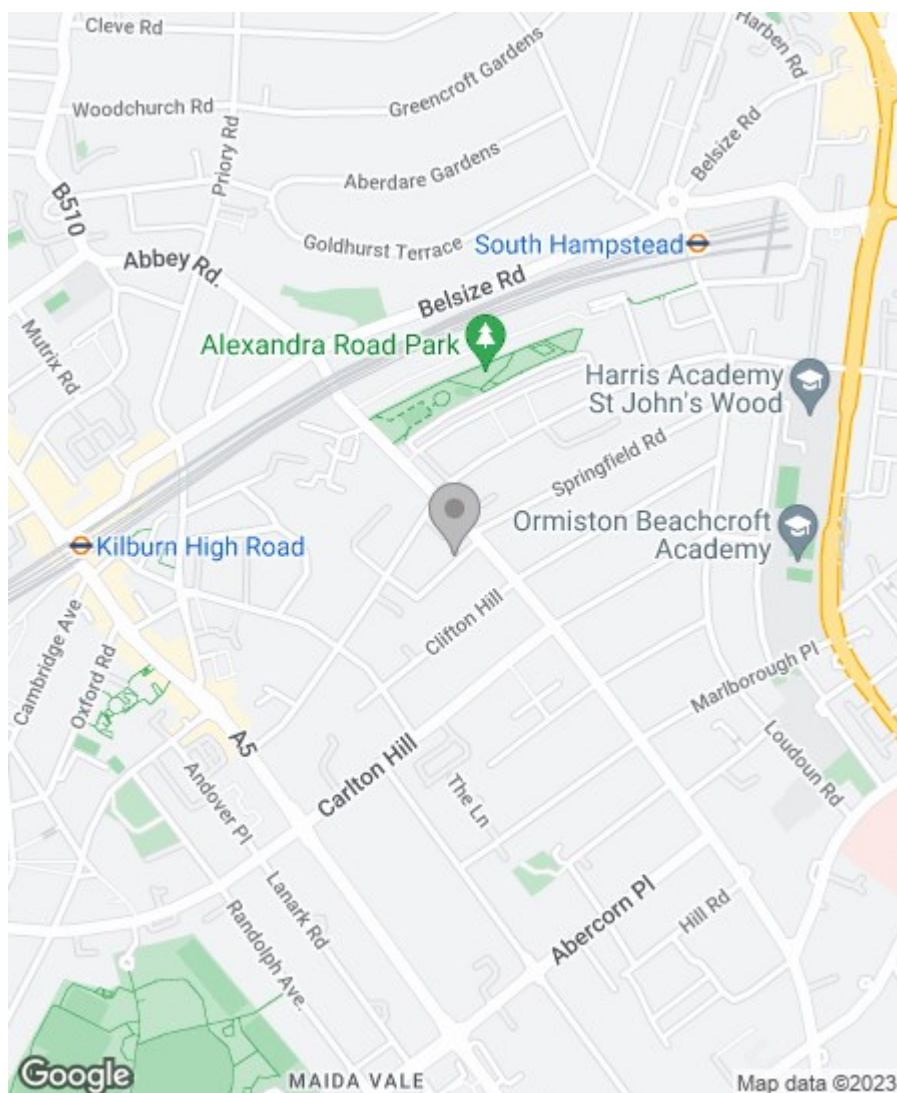 Cleve Rd
Harben Rd
Woodchurch Rd
Greencroft Gardens
Priory Rd
Belsize Rd
Aberdare Gardens
B510
Goldhurst Terrace
South Hampstead
Abbey Rd.
Belsize Rd
Mutrix Rd
Alexandra Road Park
Harris Academy
St John's Wood
Springfield Rd
Ormiston Beachcroft
Academy
Kilburn High Road
Clifton Hill
Cambridge Ave
Oxford Rd
Marlborough Pl
A5
Carlton Hill
The Ln
Loudoun Rd
Andover Pl
Lanark Rd
Abercorn Pl
Hill Rd
Randolph Ave.
Google
MAIDA VALE
Map data ©2023